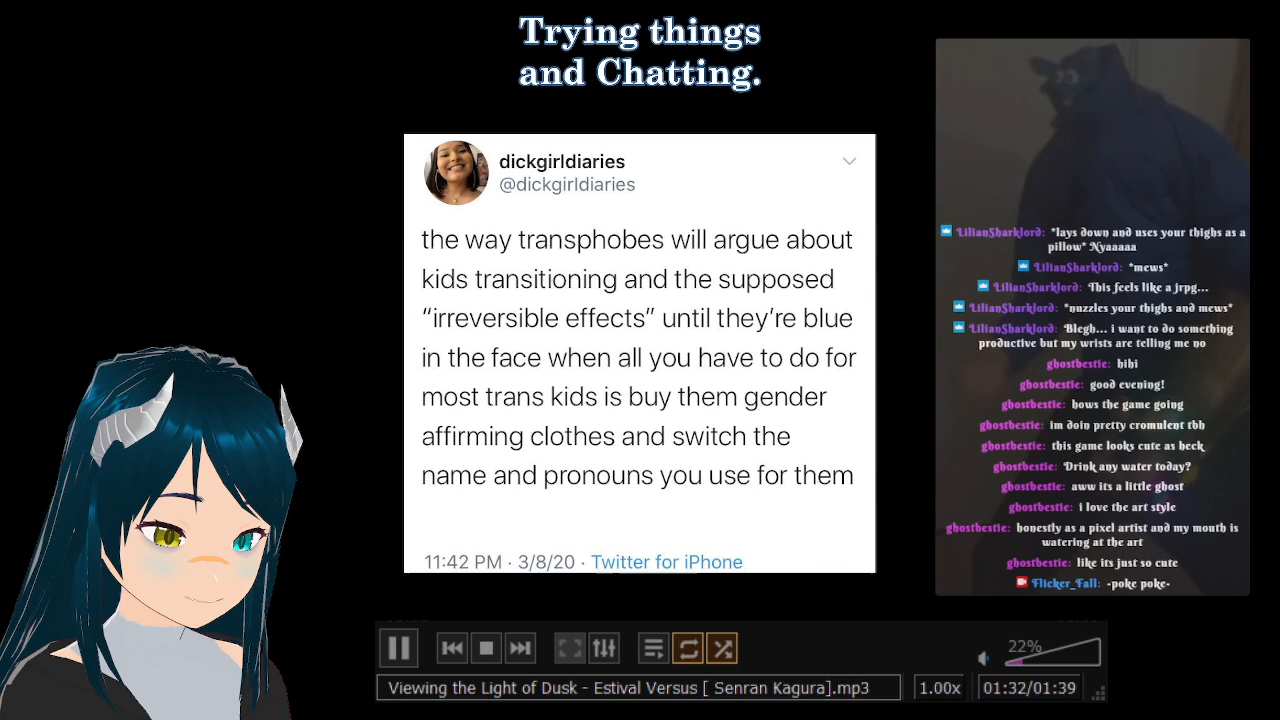 Trying things
and Chatting.
dickgirldiaries
@dickgirldiaries
the way transphobes will argue about
kids transitioning and the supposed
“irreversible effects” until they’re blue
in the face when all you have to do for
most trans kids is buy them gender
affirming clothes and switch the
name and pronouns you use for them
11:42 PM · 3/8/20 · Twitter for iPhone
LilianSharklord: *lays down and uses your thighs as a
pillow* Nyaaaaa
LilianSharklord: *mews*
LilianSharklord: This feels like a jrpg...
LilianSharklord: *nuzzles your thighs and mews*
LilianSharklord: Blegh... i want to do something
productive but my wrists are telling me no
ghostbestie: hihi
ghostbestie: good evening!
ghostbestie: hows the game going
ghostbestie: im doin pretty cromulent tbh
ghostbestie: this game looks cute as heck
ghostbestie: Drink any water today?
ghostbestie: aww its a little ghost
ghostbestie: i love the art style
ghostbestie: honestly as a pixel artist and my mouth is
watering at the art
ghostbestie: like its just so cute
Flicker_Fall: -poke poke-
22%
Viewing the Light of Dusk - Estival Versus [ Senran Kagura].mp3
1.00x
01:32/01:39